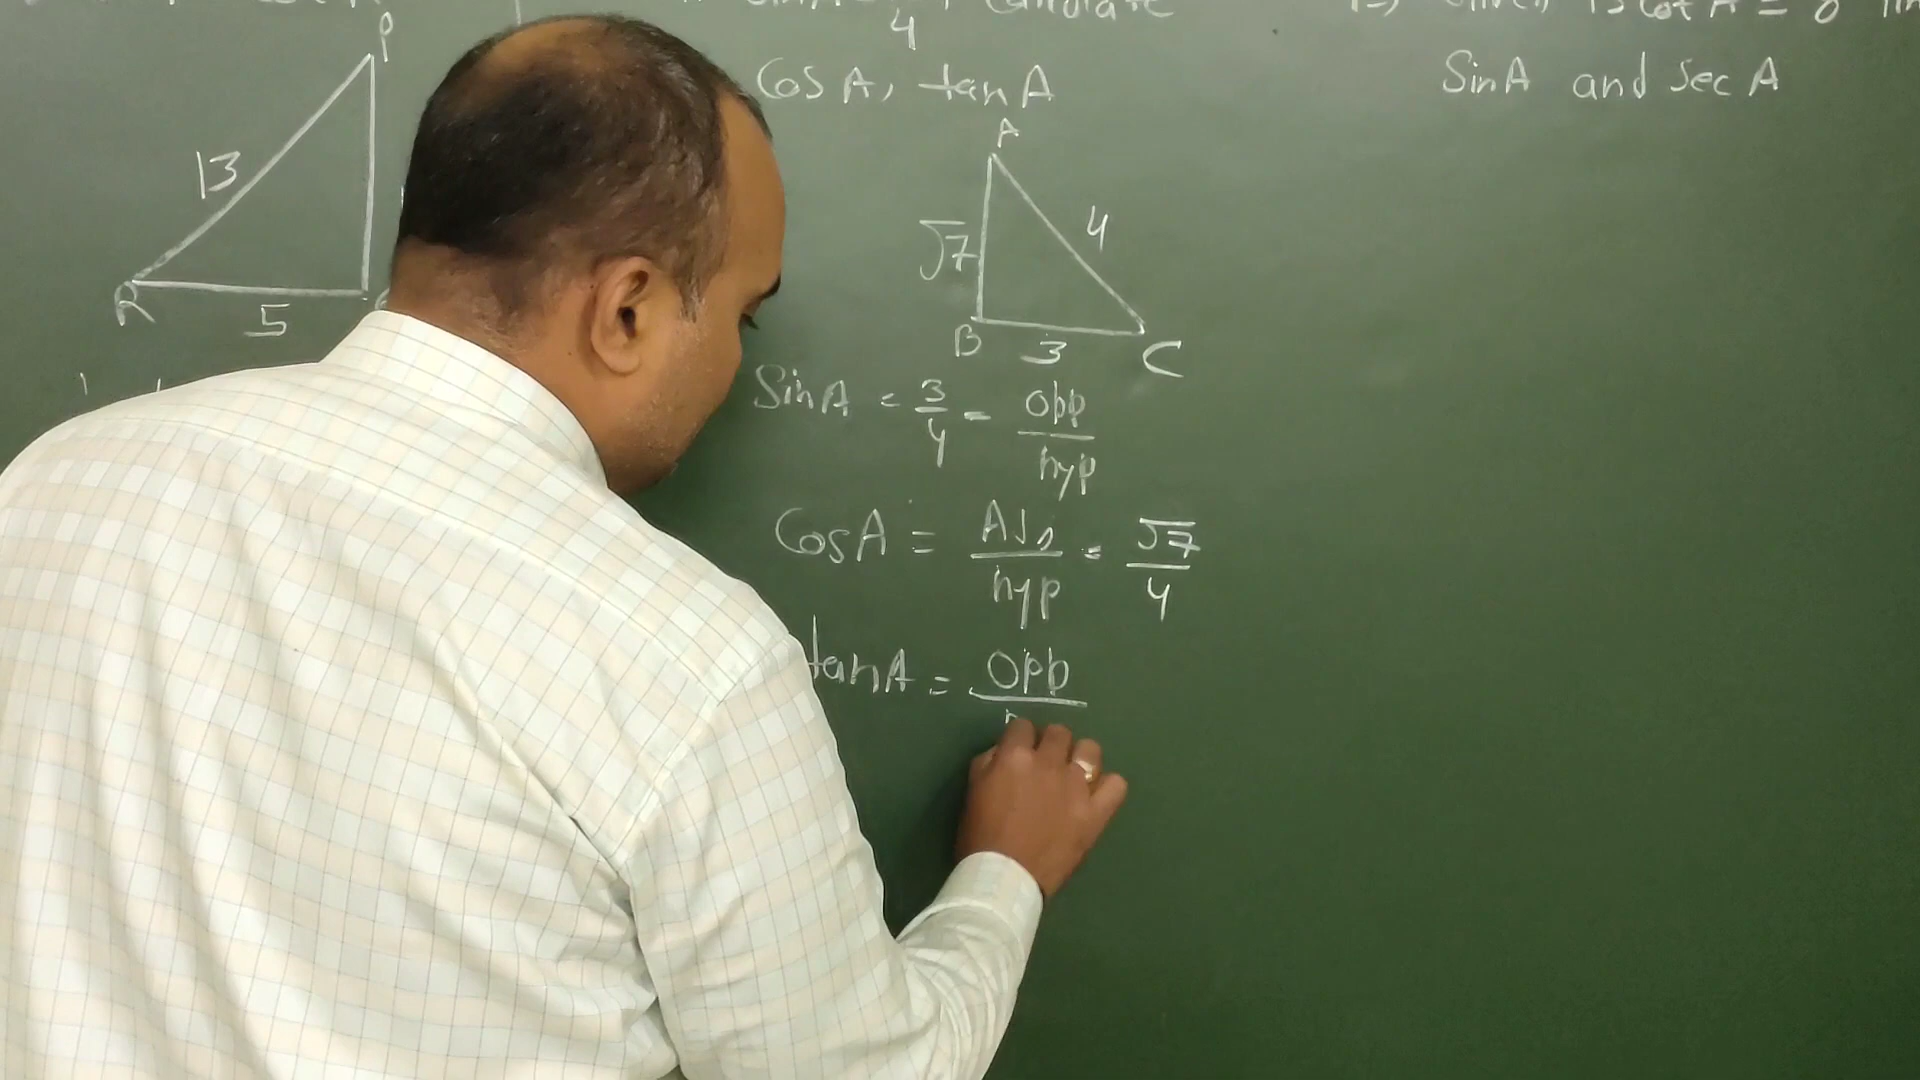 P
13
R
5
4
Cos A, tan A
A
√7
4
B
3
C
Sin A = 3/4 = Opp/hyp
Cos A = Adj/hyp = √7/4
tan A = Opp
Sin A and Sec A